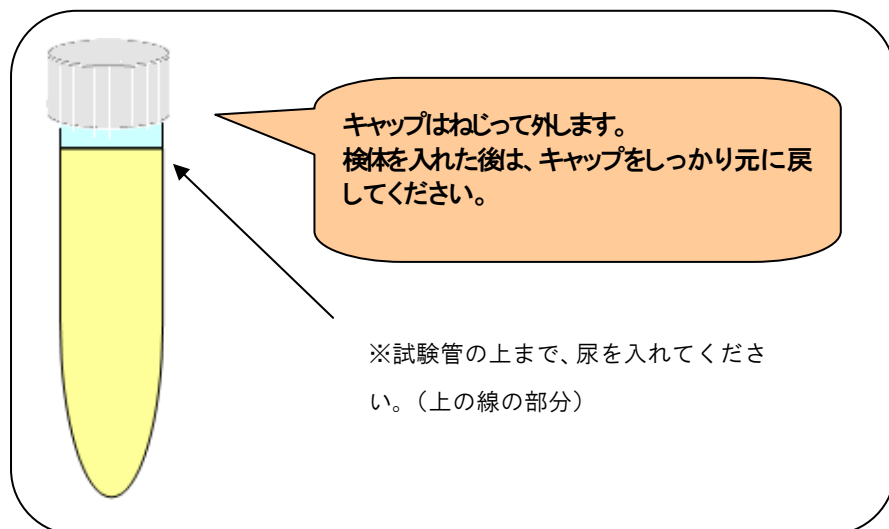 キャップはねじって外します。
検体を入れた後は、キャップをしっかり元に戻
してください。
※試験管の上まで、尿を入れてくださ
い。（上の線の部分）